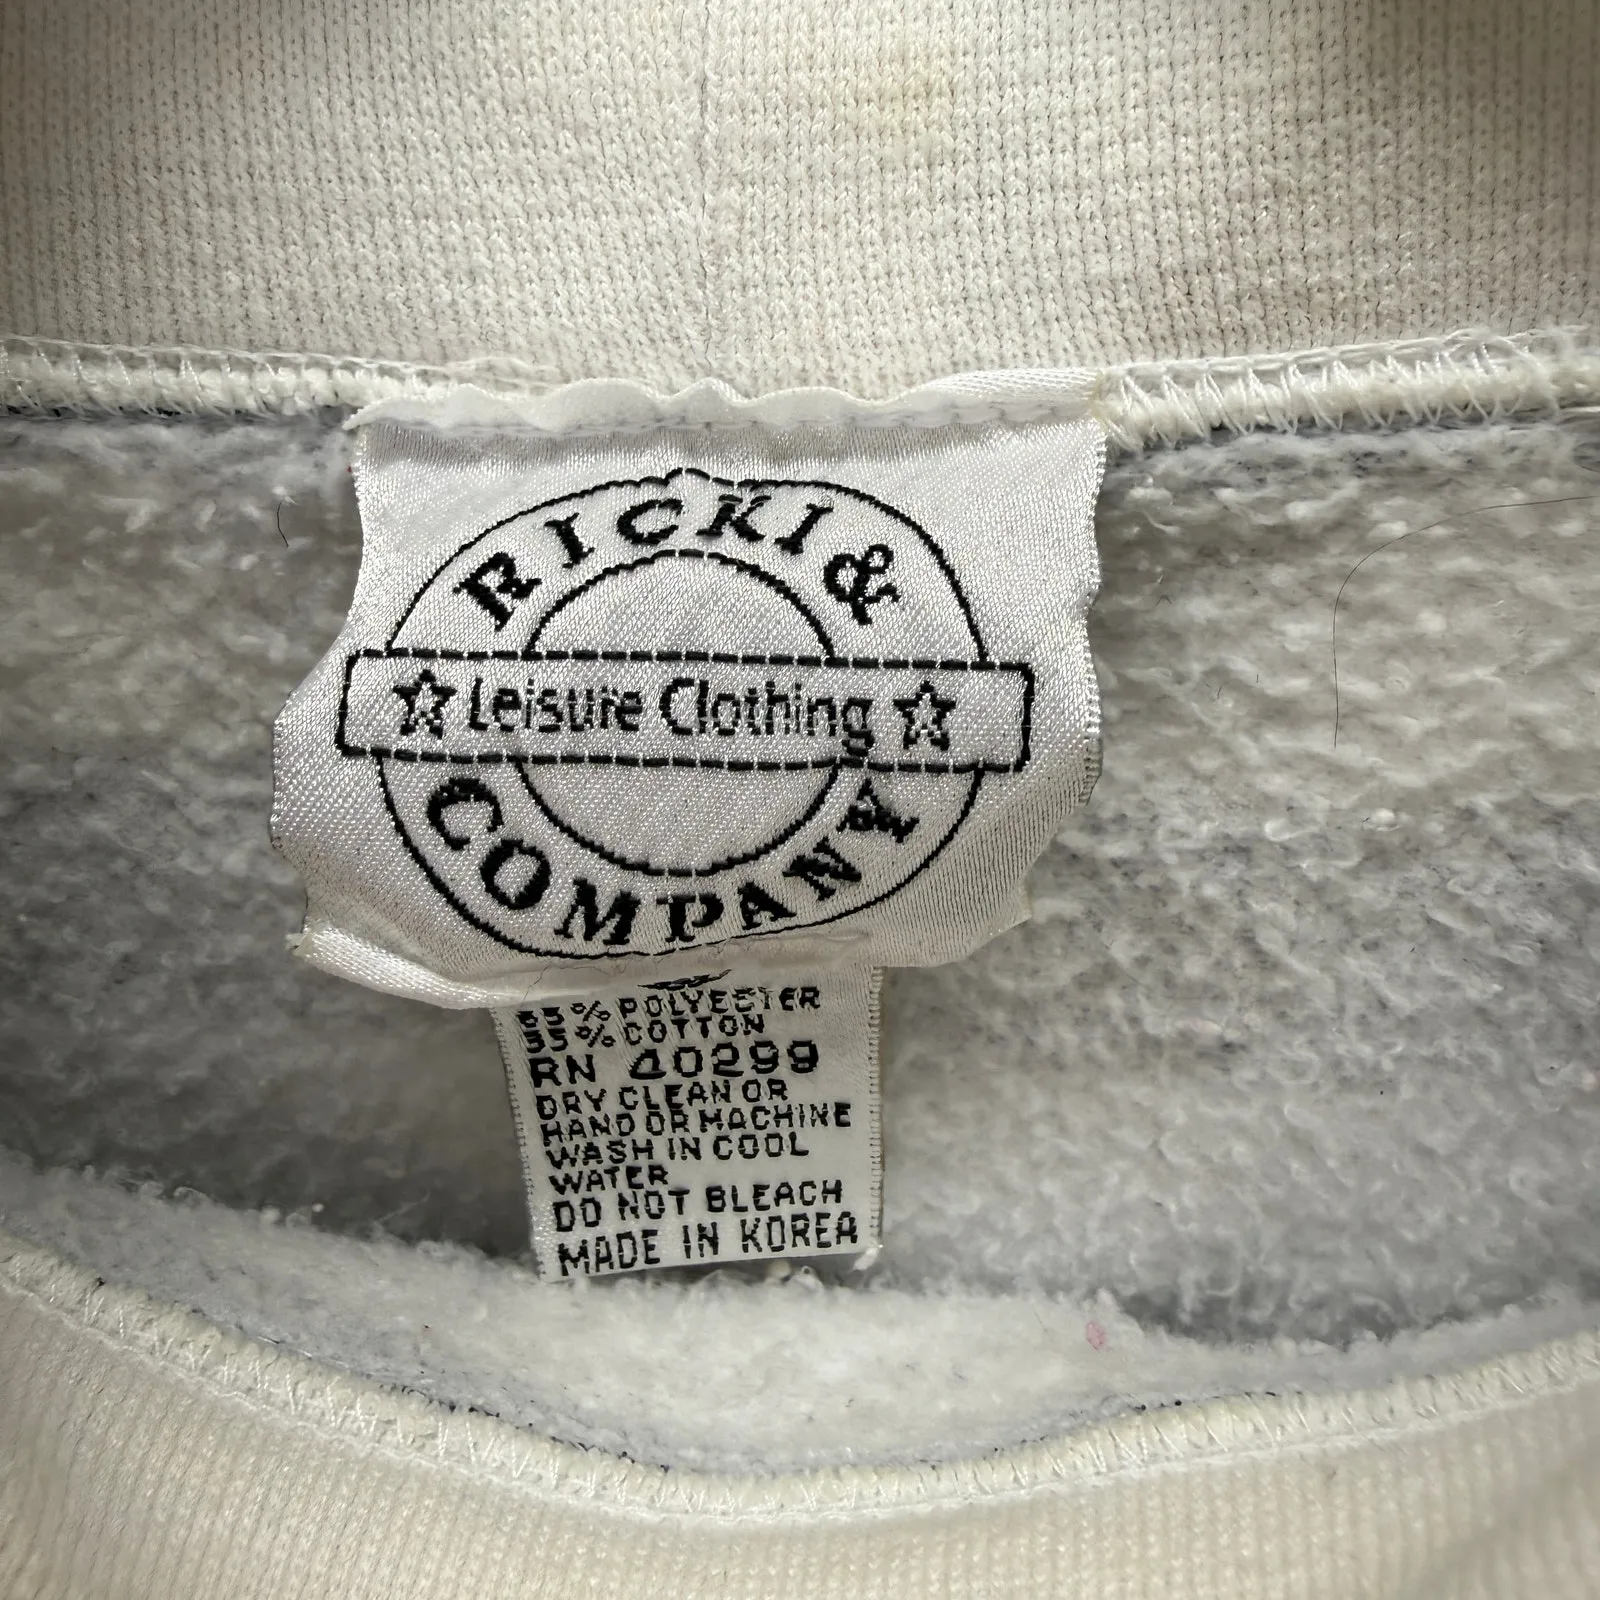 RICKI &
Leisure Clothing
COMPANY
% POLYESTER
% COTTON
RN 40299
DRY CLEAN OR
HAND OR MACHINE
WASH IN COOL
WATER
DO NOT BLEACH
MADE IN KOREA